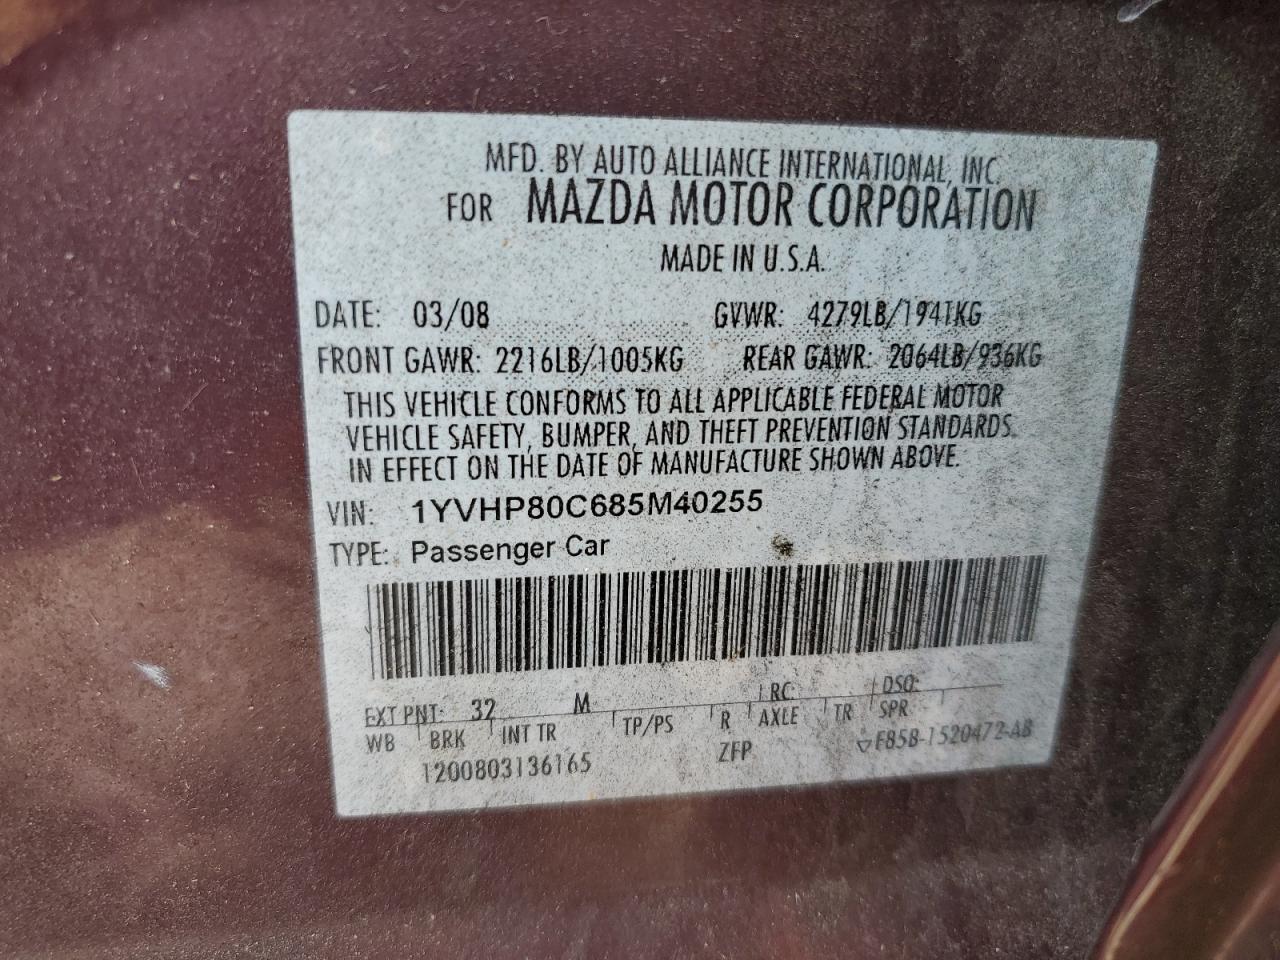 MFD. BY AUTO ALLIANCE INTERNATIONAL, INC.
FOR MAZDA MOTOR CORPORATION
MADE IN U.S.A.
DATE: 03/08 GVWR: 4279LB/1941KG
FRONT GAWR: 2216LB/1005KG REAR GAWR: 2064LB/936KG
THIS VEHICLE CONFORMS TO ALL APPLICABLE FEDERAL MOTOR
VEHICLE SAFETY, BUMPER, AND THEFT PREVENTION STANDARDS.
IN EFFECT ON THE DATE OF MANUFACTURE SHOWN ABOVE.
VIN: 1YVHP80C685M40255
TYPE: Passenger Car
EXT PNT: 32 M RC: DSO:
WB BRK INT TR TP/PS R AXLE TR SPR
1200803136165 ZFP F85B-1520472-AB